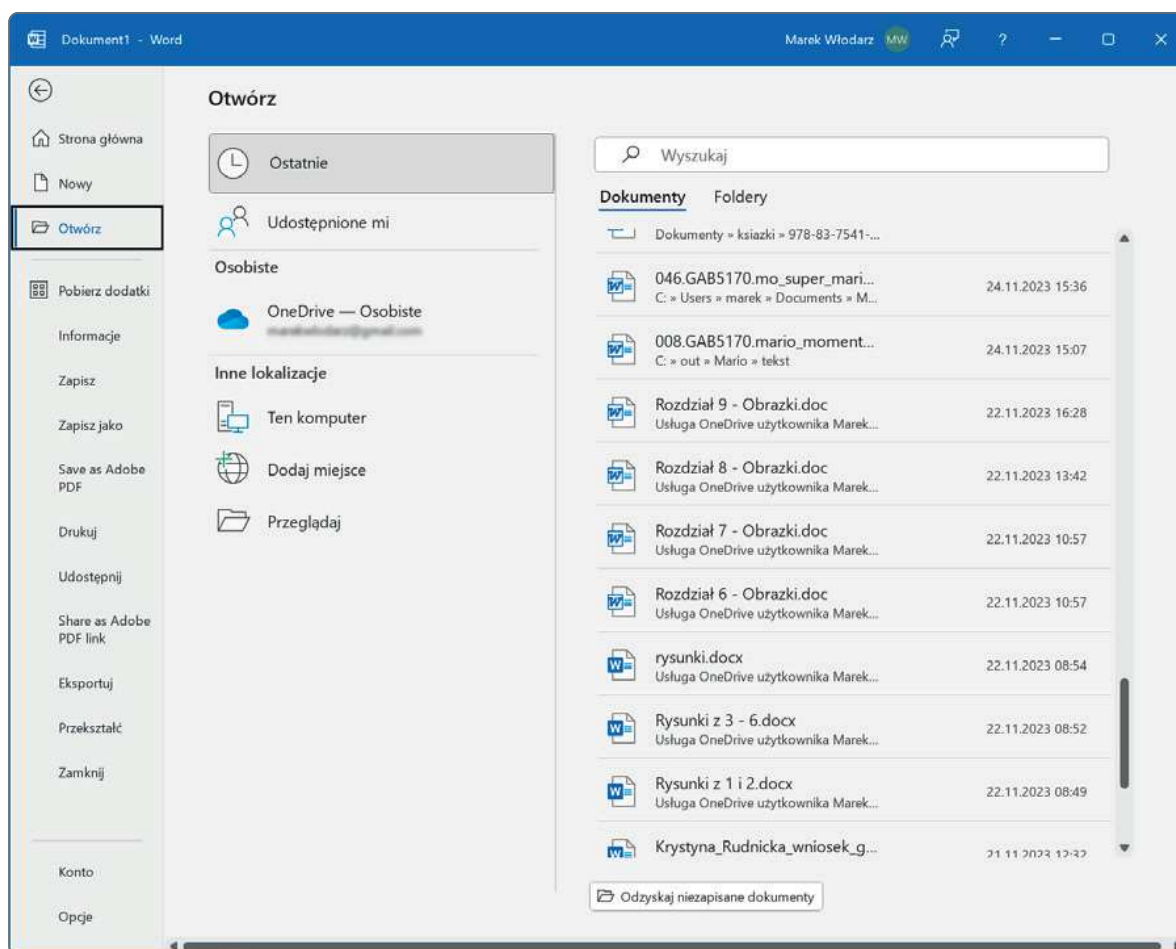 Dokument1 - Word
Marek Włodarz MW
?
Otwórz
Strona główna
Nowy
Otwórz
Pobierz dodatki
Informacje
Zapisz
Zapisz jako
Save as Adobe
PDF
Drukuj
Udostępnij
Share as Adobe
PDF link
Eksportuj
Przekształć
Zamknij
Konto
Opcje
Ostatnie
Udostępnione mi
Osobiste
OneDrive — Osobiste
Inne lokalizacje
Ten komputer
Dodaj miejsce
Przeglądaj
Wyszukaj
Dokumenty Foldery
Dokumenty » ksiazki » 978-83-7541-...
046.GAB5170.mo_super_mari...
24.11.2023 15:36
C: » Users » marek » Documents » M...
008.GAB5170.mario_moment...
24.11.2023 15:07
C: » out » Mario » tekst
Rozdział 9 - Obrazki.doc
22.11.2023 16:28
Usługa OneDrive użytkownika Marek...
Rozdział 8 - Obrazki.doc
22.11.2023 13:42
Usługa OneDrive użytkownika Marek...
Rozdział 7 - Obrazki.doc
22.11.2023 10:57
Usługa OneDrive użytkownika Marek...
Rozdział 6 - Obrazki.doc
22.11.2023 10:57
Usługa OneDrive użytkownika Marek...
rysunki.docx
22.11.2023 08:54
Usługa OneDrive użytkownika Marek...
Rysunki z 3 - 6.docx
22.11.2023 08:52
Usługa OneDrive użytkownika Marek...
Rysunki z 1 i 2.docx
22.11.2023 08:49
Usługa OneDrive użytkownika Marek...
Krystyna_Rudnicka_wniosek_g...
21.11.2023 12:32
Odzyskaj niezapisane dokumenty